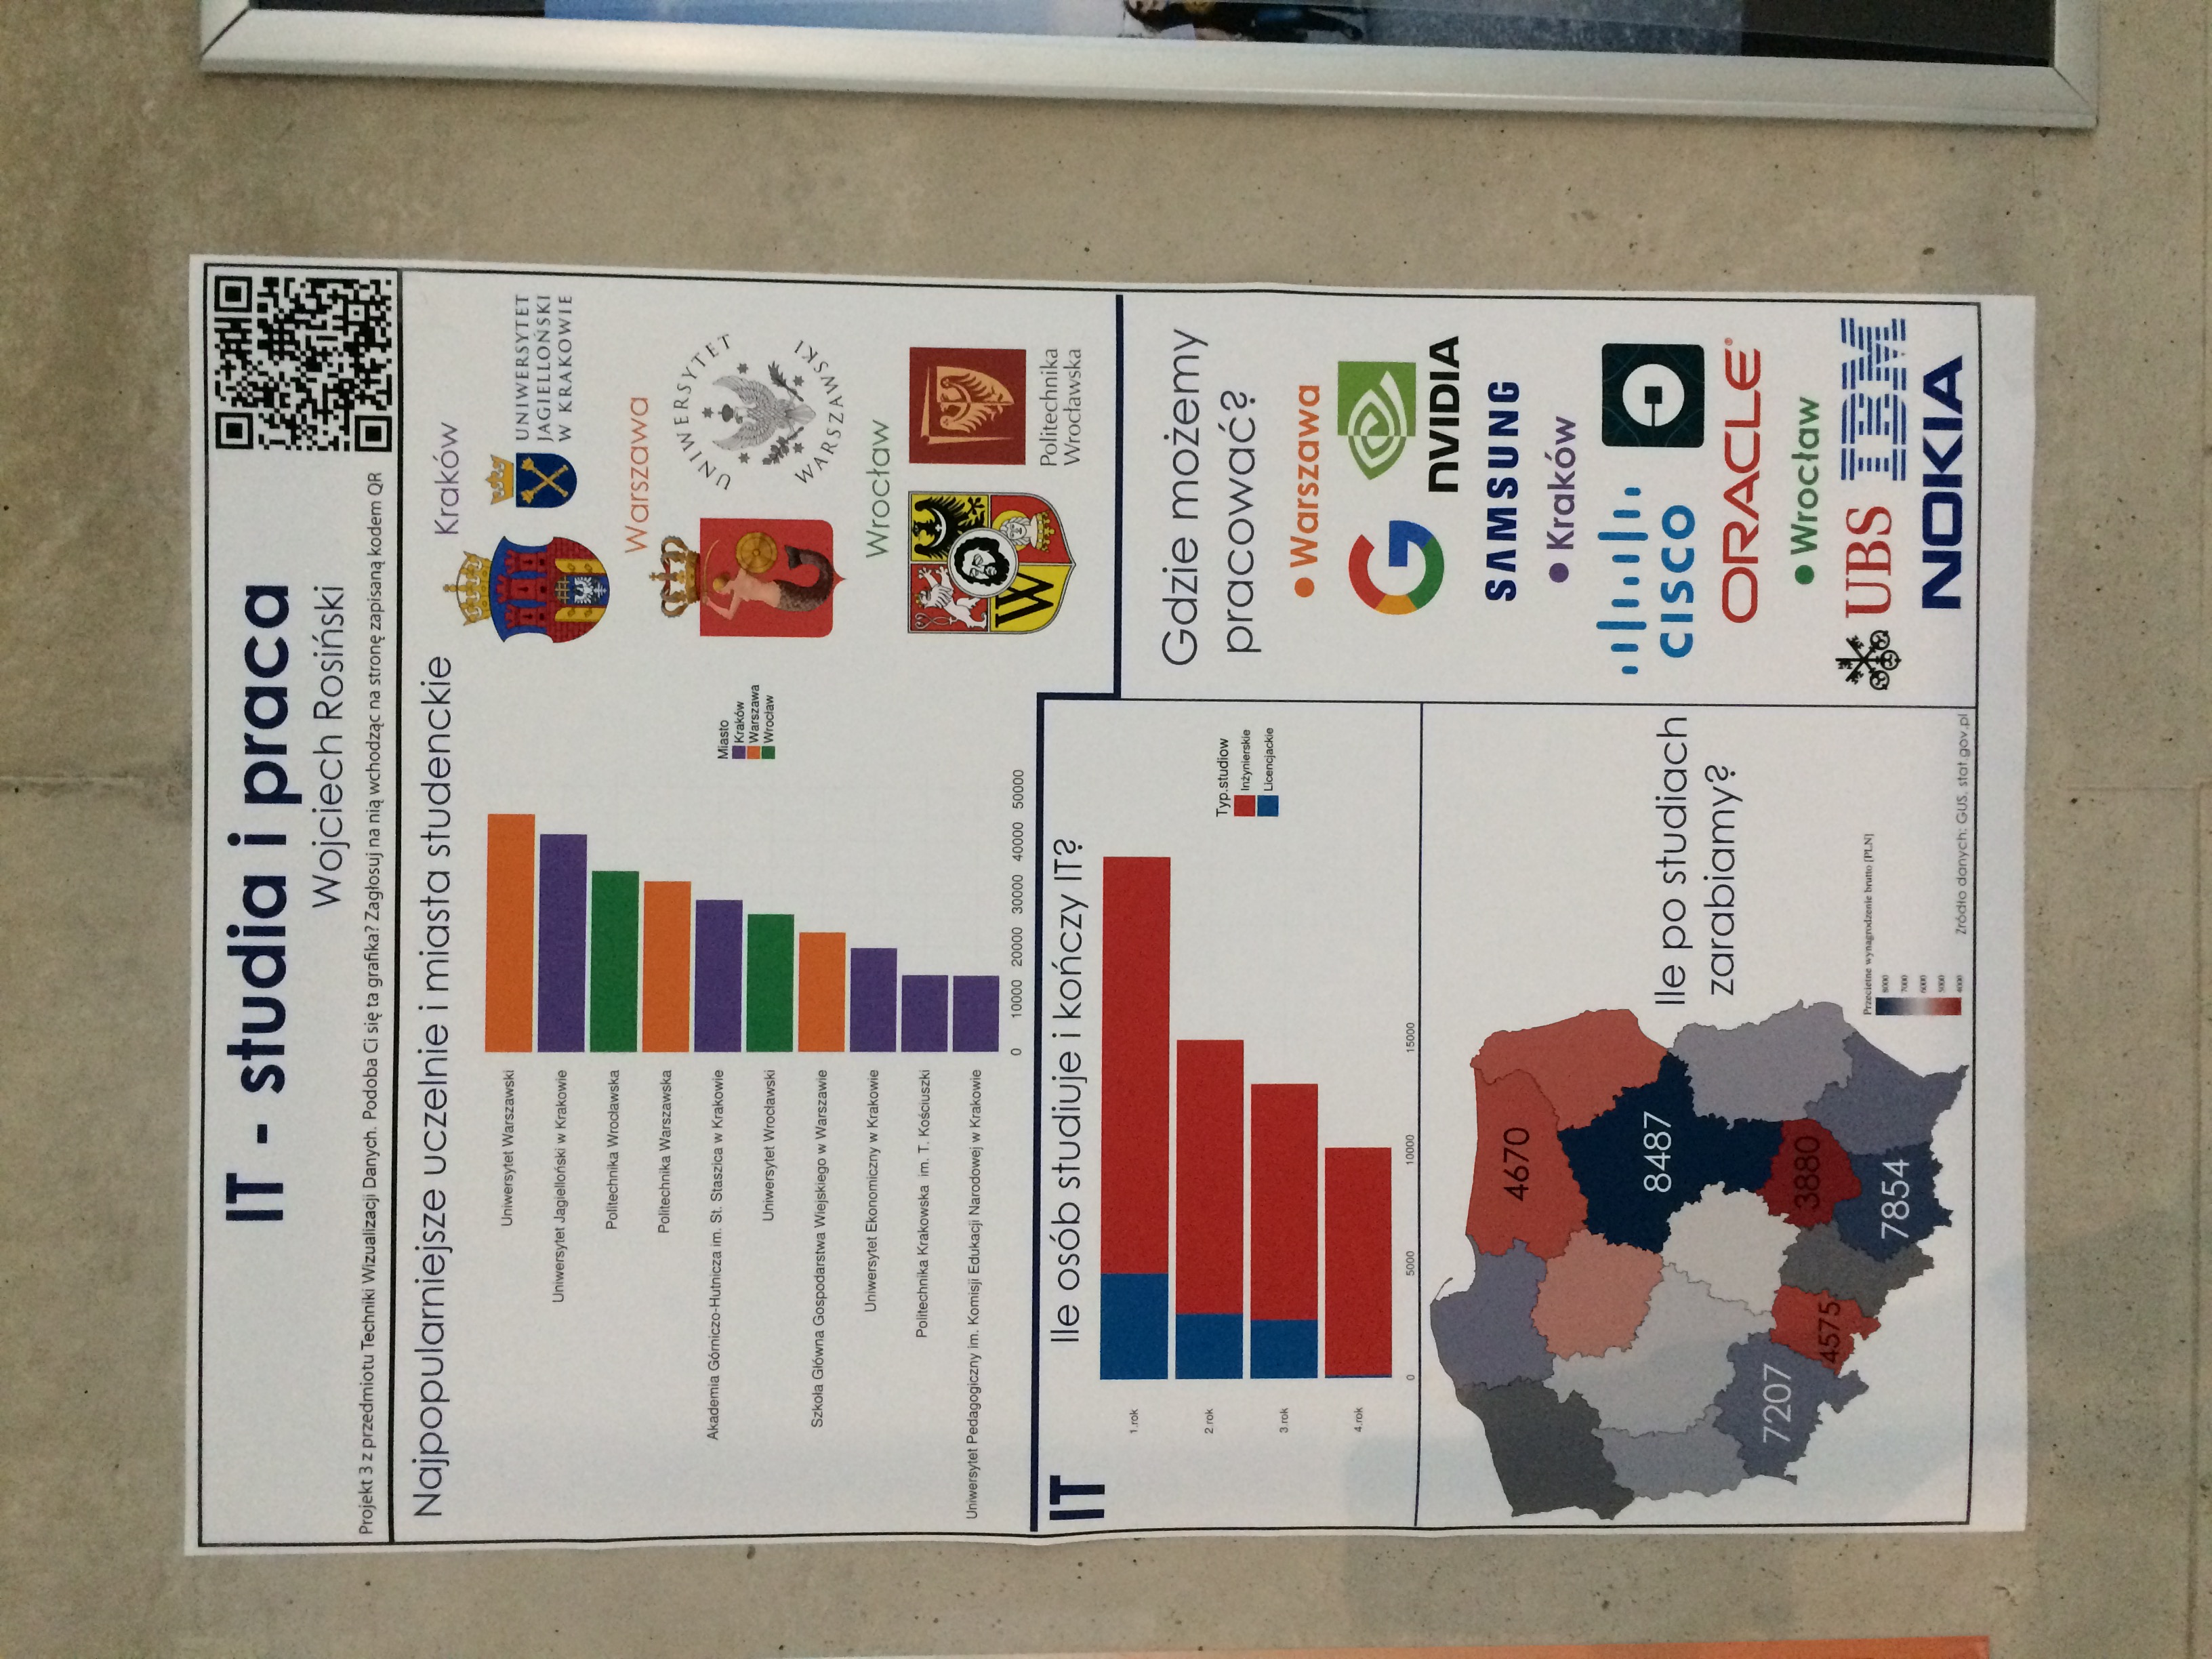 IT - studia i praca
Wojciech Rosiński
Projekt 3 z przedmiotu Techniki Wizualizacji Danych. Podoba Ci się ta grafika? Zagłosuj na nią wchodząc na stronę zapisaną kodem QR
Najpopularniejsze uczelnie i miasta studenckie
Uniwersytet Warszawski
Uniwersytet Jagielloński w Krakowie
Politechnika Wrocławska
Politechnika Warszawska
Akademia Górniczo-Hutnicza im. St. Staszica w Krakowie
Uniwersytet Wrocławski
Szkoła Główna Gospodarstwa Wiejskiego w Warszawie
Uniwersytet Ekonomiczny w Krakowie
Politechnika Krakowska im. T. Kościuszki
Uniwersytet Pedagogiczny im. Komisji Edukacji Narodowej w Krakowie
0 10000 20000 30000 40000 50000
Miasto
Kraków
Warszawa
Wrocław
Kraków
UNIWERSYTET
JAGIELLOŃSKI
W KRAKOWIE
Warszawa
UNIWERSYTET
WARSZAWSKI
Wrocław
W
Politechnika
Wrocławska
IT
Ile osób studiuje i kończy IT?
1.rok
2.rok
3.rok
4.rok
0 5000 10000 15000
Typ.studiow
Inżynierskie
Licencjackie
4670
8487
7207
4575
3880
7854
Ile po studiach
zarabiamy?
Przecietne wynagrodzenie brutto [PLN]
8000
7000
6000
5000
4000
Źródło danych: GUS, stat.gov.pl
Gdzie możemy
pracować?
• Warszawa
G
NVIDIA
SAMSUNG
• Kraków
CISCO
ORACLE®
• Wrocław
UBS
IBM
NOKIA